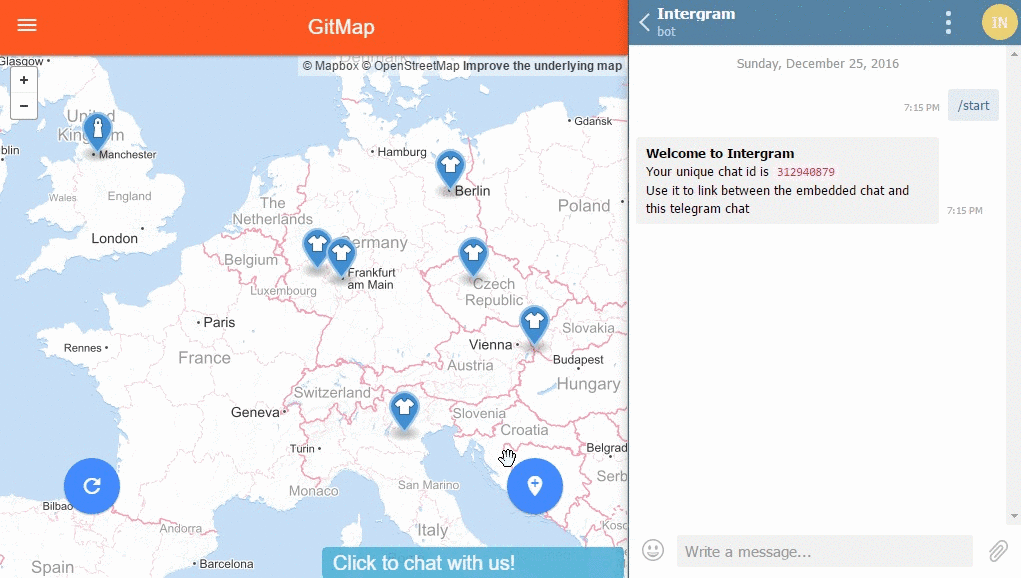 GitMap
© Mapbox © OpenStreetMap Improve the underlying map
Glasgow
+
−
United
Kingdom
Manchester
Wales
England
London
Hamburg
Gdańsk
Berlin
Poland
The
Netherlands
Germany
Belgium
Frankfurt
am Main
Luxembourg
Czech
Republic
Paris
Slovakia
Rennes
Vienna
France
Budapest
Austria
Hungary
Switzerland
Geneva
Slovenia
Croatia
Turin
Belgrad
San Marino
Serb
Monaco
Bilbao
Andorra
Italy
Koso
Spain
Barcelona
Click to chat with us!
Intergram
bot
IN
Sunday, December 25, 2016
7:15 PM
/start
Welcome to Intergram
Your unique chat id is 312940879
Use it to link between the embedded chat and
this telegram chat
7:15 PM
Write a message...